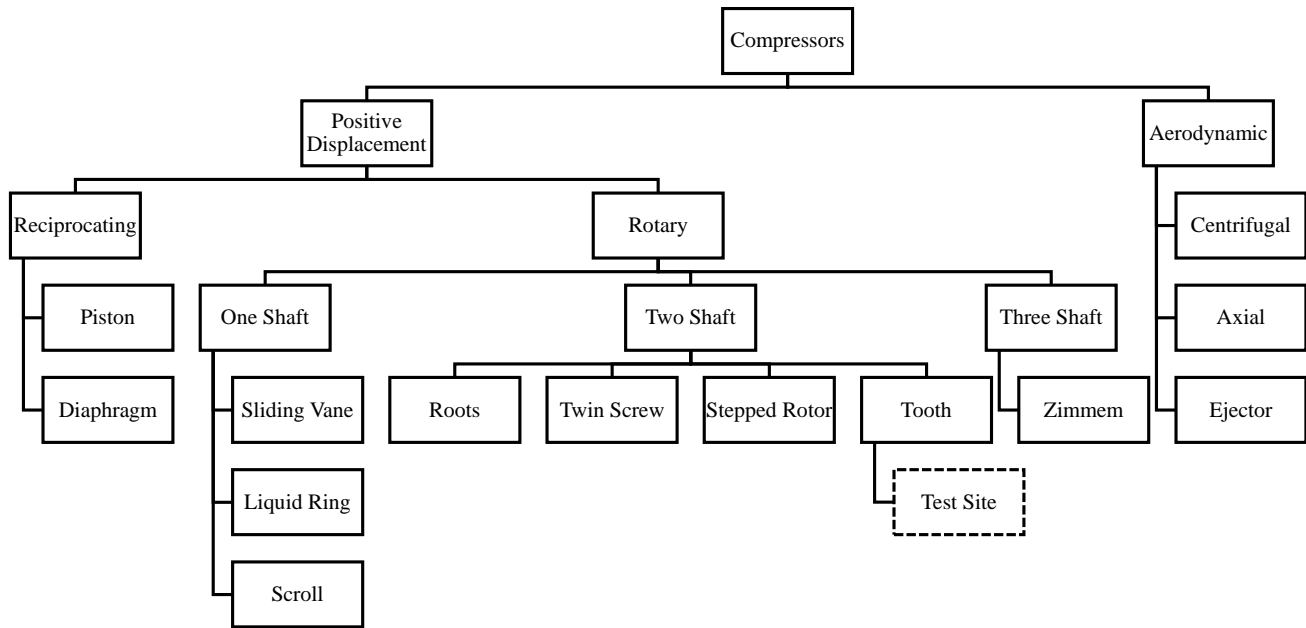 Compressors
Positive
Displacement
Aerodynamic
Reciprocating
Rotary
Centrifugal
Piston
One Shaft
Two Shaft
Three Shaft
Axial
Diaphragm
Sliding Vane
Roots
Twin Screw
Stepped Rotor
Tooth
Zimmem
Ejector
Liquid Ring
Test Site
Scroll